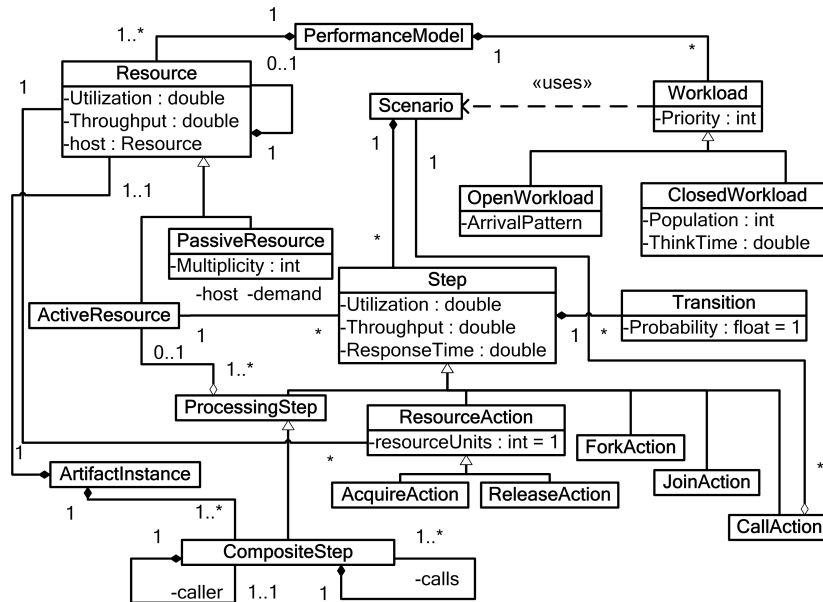 1
PerformanceModel
1..*
1
*
1
Resource
0..1
-Utilization : double
-Throughput : double
-host : Resource
1
Scenario
«uses»
Workload
-Priority : int
1
1
1..1
OpenWorkload
-ArrivalPattern
ClosedWorkload
-Population : int
-ThinkTime : double
PassiveResource
-Multiplicity : int
*
-host -demand
Step
-Utilization : double
-Throughput : double
-ResponseTime : double
ActiveResource
1
*
Transition
-Probability : float = 1
1
*
0..1
1..*
ProcessingStep
ResourceAction
-resourceUnits : int = 1
ForkAction
JoinAction
1
*
*
ArtifactInstance
AcquireAction
ReleaseAction
CallAction
1
1..*
1
CompositeStep
1..*
-caller
1..1
1
-calls